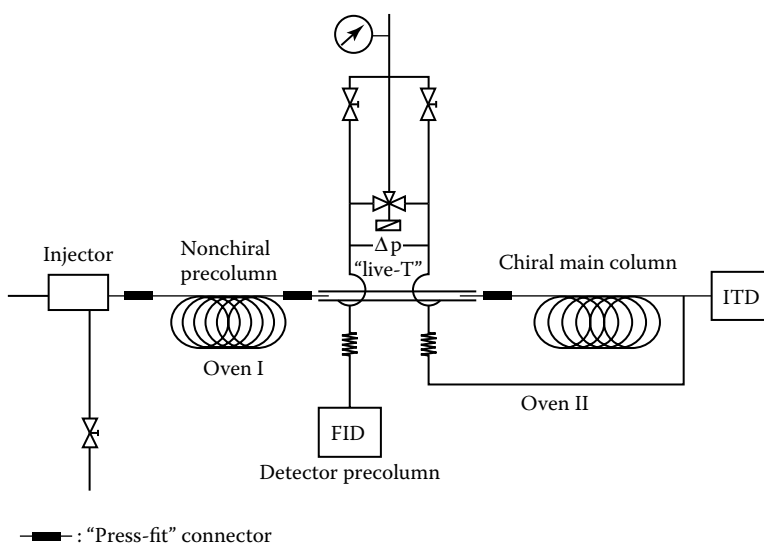 Δp
"live-T"
Injector
Nonchiral
precolumn
Chiral main column
ITD
Oven I
Oven II
FID
Detector precolumn
: "Press-fit" connector